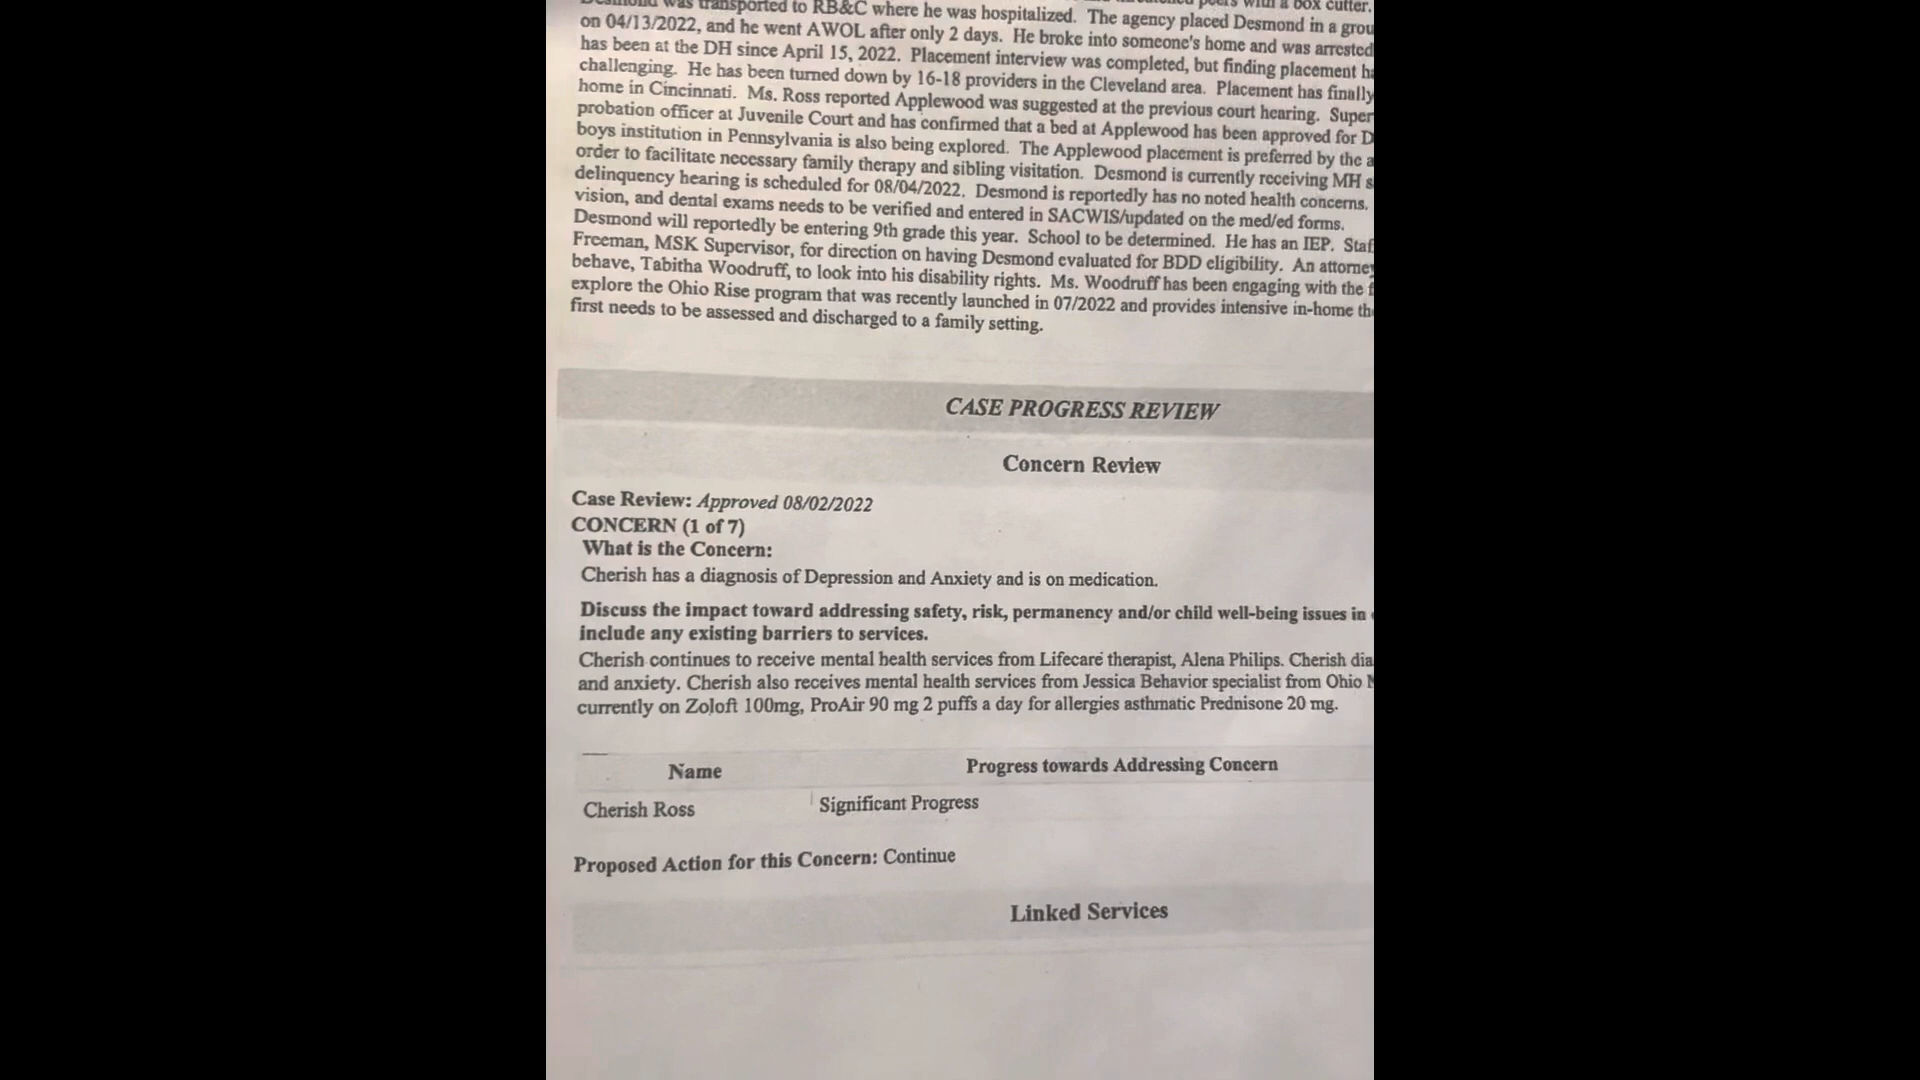 Desmond was transported to RB&C where he was hospitalized. The agency placed Desmond in a grou
on 04/13/2022, and he went AWOL after only 2 days. He broke into someone's home and was arrested
has been at the DH since April 15, 2022. Placement interview was completed, but finding placement ha
challenging. He has been turned down by 16-18 providers in the Cleveland area. Placement has finally
home in Cincinnati. Ms. Ross reported Applewood was suggested at the previous court hearing. Super
probation officer at Juvenile Court and has confirmed that a bed at Applewood has been approved for D
boys institution in Pennsylvania is also being explored. The Applewood placement is preferred by the a
order to facilitate necessary family therapy and sibling visitation. Desmond is currently receiving MH s
delinquency hearing is scheduled for 08/04/2022. Desmond is reportedly has no noted health concerns.
vision, and dental exams needs to be verified and entered in SACWIS/updated on the med/ed forms.
Desmond will reportedly be entering 9th grade this year. School to be determined. He has an IEP. Staf
Freeman, MSK Supervisor, for direction on having Desmond evaluated for BDD eligibility. An attorney
behave, Tabitha Woodruff, to look into his disability rights. Ms. Woodruff has been engaging with the f
explore the Ohio Rise program that was recently launched in 07/2022 and provides intensive in-home the
first needs to be assessed and discharged to a family setting.
CASE PROGRESS REVIEW
Concern Review
Case Review: Approved 08/02/2022
CONCERN (1 of 7)
What is the Concern:
Cherish has a diagnosis of Depression and Anxiety and is on medication.
Discuss the impact toward addressing safety, risk, permanency and/or child well-being issues in
include any existing barriers to services.
Cherish continues to receive mental health services from Lifecare therapist, Alena Philips. Cherish dia
and anxiety. Cherish also receives mental health services from Jessica Behavior specialist from Ohio
currently on Zoloft 100mg, ProAir 90 mg 2 puffs a day for allergies asthmatic Prednisone 20 mg.
Name Progress towards Addressing Concern
Cherish Ross Significant Progress
Proposed Action for this Concern: Continue
Linked Services